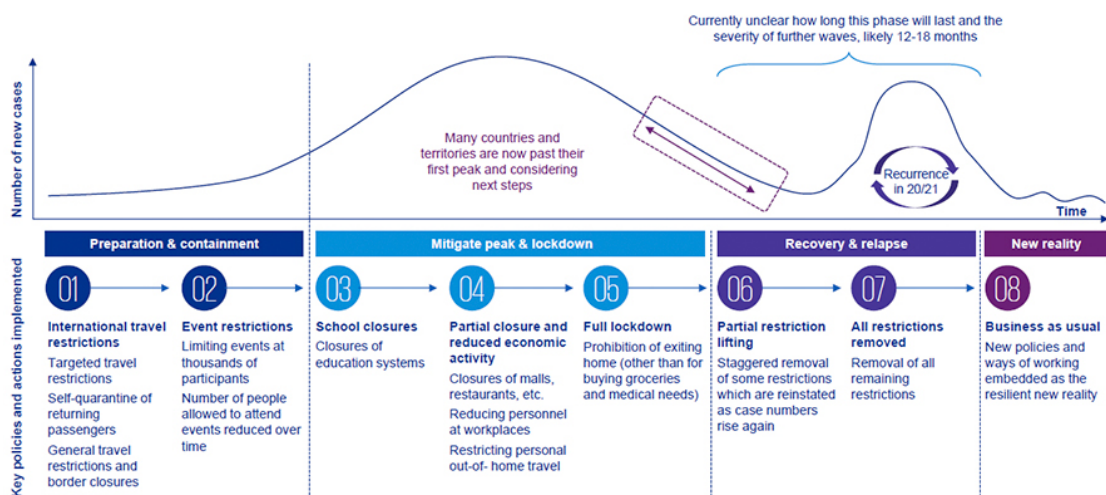 Currently unclear how long this phase will last and the
severity of further waves, likely 12-18 months
Number of new cases
Many countries and
territories are now past their
first peak and considering
next steps
Recurrence
in 20/21
Time
Key policies and actions implemented
Preparation & containment
Mitigate peak & lockdown
Recovery & relapse
New reality
01
International travel
restrictions
Targeted travel
restrictions
Self-quarantine of
returning
passengers
General travel
restrictions and
border closures
02
Event restrictions
Limiting events at
thousands of
participants
Number of people
allowed to attend
events reduced over
time
03
School closures
Closures of
education systems
04
Partial closure and
reduced economic
activity
Closures of malls,
restaurants, etc.
Reducing personnel
at workplaces
Restricting personal
out-of- home travel
05
Full lockdown
Prohibition of exiting
home (other than for
buying groceries
and medical needs)
06
Partial restriction
lifting
Staggered removal
of some restrictions
which are reinstated
as case numbers
rise again
07
All restrictions
removed
Removal of all
remaining
restrictions
08
Business as usual
New policies and
ways of working
embedded as the
resilient new reality